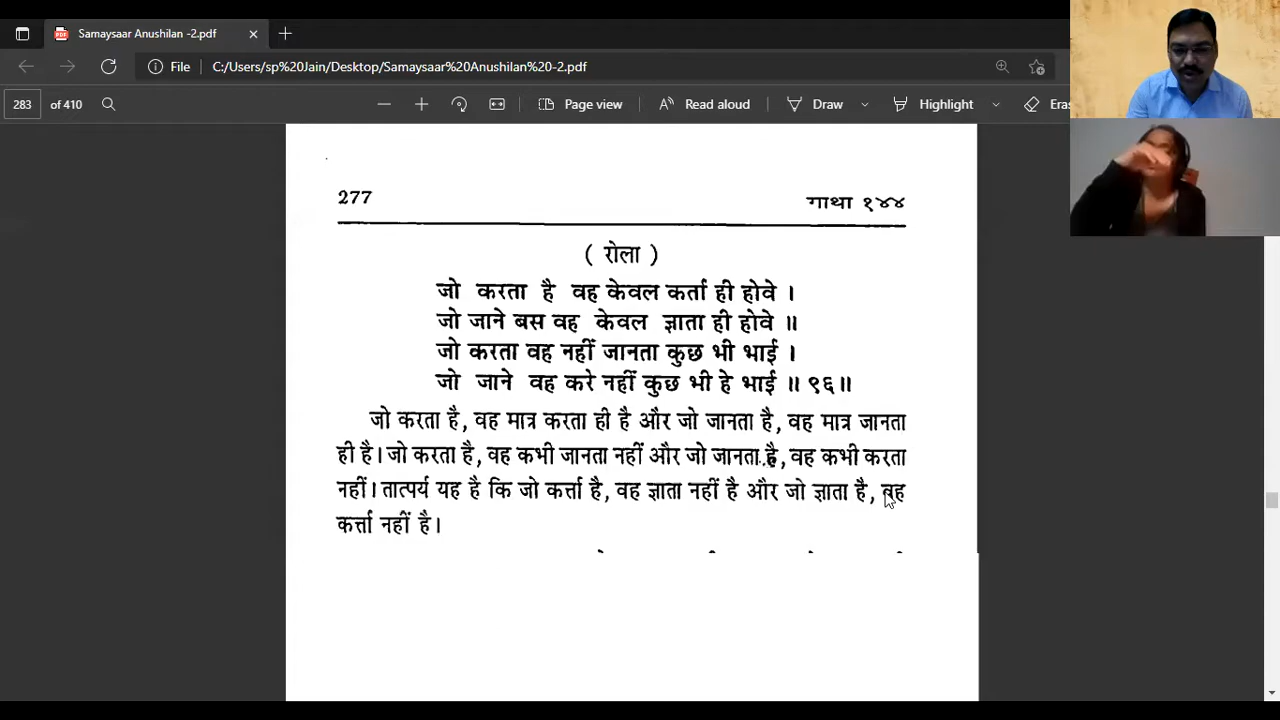 Samaysaar Anushilan -2.pdf
File C:/Users/sp%20Jain/Desktop/Samaysaar%20Anushilan%20-2.pdf
283 of 410 Page view Read aloud Draw Highlight
277 गाथा १४४
( रोला )
जो करता है वह केवल कर्ता ही होवे ।
जो जाने बस वह केवल ज्ञाता ही होवे ॥
जो करता वह नहीं जानता कुछ भी भाई ।
जो जाने वह करे नहीं कुछ भी हे भाई ॥ ९६॥
जो करता है, वह मात्र करता ही है और जो जानता है, वह मात्र जानता
ही है। जो करता है, वह कभी जानता नहीं और जो जानता है, वह कभी करता
नहीं। तात्पर्य यह है कि जो कर्त्ता है, वह ज्ञाता नहीं है और जो ज्ञाता है, वह
कर्त्ता नहीं है।